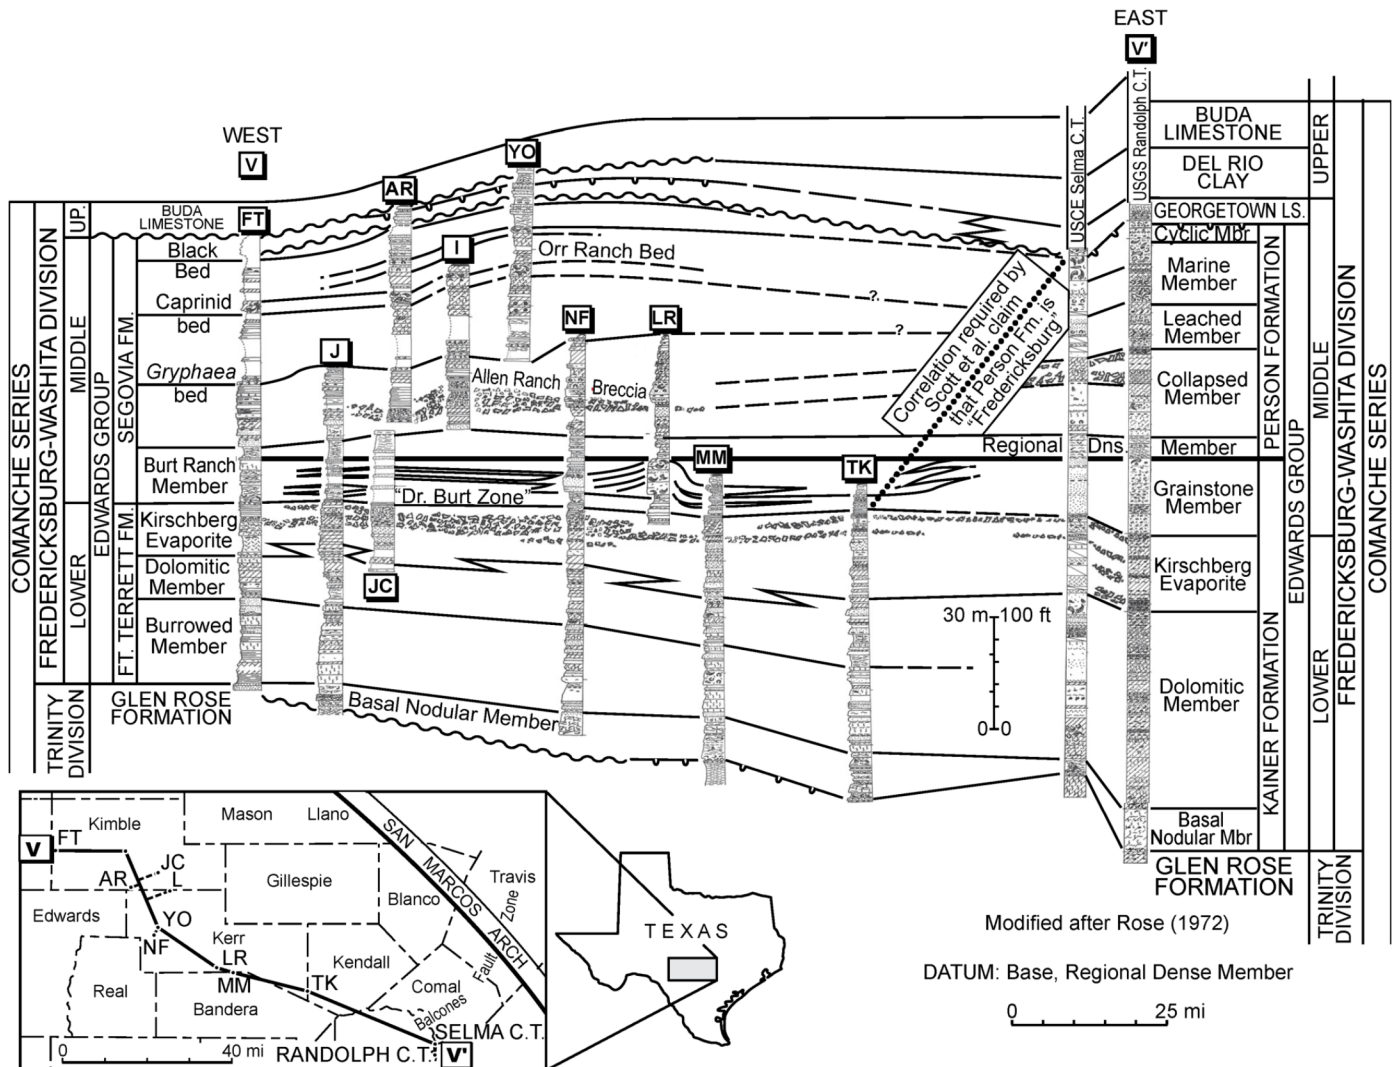 EAST
V'
WEST
V
USCE Selma C.T.
USGS Randolph C.T.
FT
AR
YO
I
J
JC
NF
LR
MM
TK
COMANCHE SERIES
FREDERICKSBURG-WASHITA DIVISION
UP.
MIDDLE
LOWER
EDWARDS GROUP
SEGOVIA FM.
FT. TERRETT FM.
TRINITY
DIVISION
BUDA
LIMESTONE
Black
Bed
Caprinid
bed
Gryphaea
bed
Burt Ranch
Member
Kirschberg
Evaporite
Dolomitic
Member
Burrowed
Member
GLEN ROSE
FORMATION
Orr Ranch Bed
Allen Ranch
Breccia
"Dr. Burt Zone"
Basal Nodular Member
?
?
Correlation required by
Scott et al. claim
that Person Fm. is
"Fredericksburg"
Regional
Dns
Member
30 m
100 ft
0
0
BUDA
LIMESTONE
DEL RIO
CLAY
GEORGETOWN LS.
Cyclic Mbr
Marine
Member
Leached
Member
Collapsed
Member
Grainstone
Member
Kirschberg
Evaporite
Dolomitic
Member
Basal
Nodular Mbr
GLEN ROSE
FORMATION
PERSON FORMATION
KAINER FORMATION
EDWARDS GROUP
UPPER
MIDDLE
LOWER
FREDERICKSBURG-WASHITA DIVISION
COMANCHE SERIES
TRINITY
DIVISION
Modified after Rose (1972)
DATUM: Base, Regional Dense Member
0
25 mi
V
FT
Kimble
Mason
Llano
SAN MARCOS ARCH
Travis
JC
AR
I
Gillespie
Blanco
Edwards
YO
NF
Kerr
LR
Kendall
Fault Zone
MM
TK
Real
Bandera
Comal
Balcones
SELMA C.T.
RANDOLPH C.T.
V'
0
40 mi
TEXAS